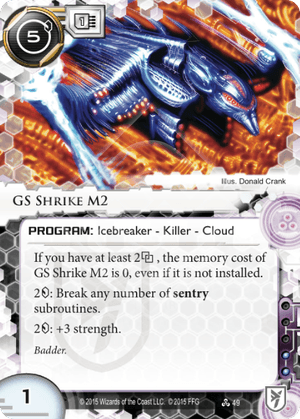 5
1
Illus. Donald Crank
GS Shrike M2
PROGRAM: Icebreaker - Killer - Cloud
If you have at least 2, the memory cost of
GS Shrike M2 is 0, even if it is not installed.
2: Break any number of sentry
subroutines.
2: +3 strength.
Badder.
1
© 2015 Wizards of the Coast LLC. © 2015 FFG 49